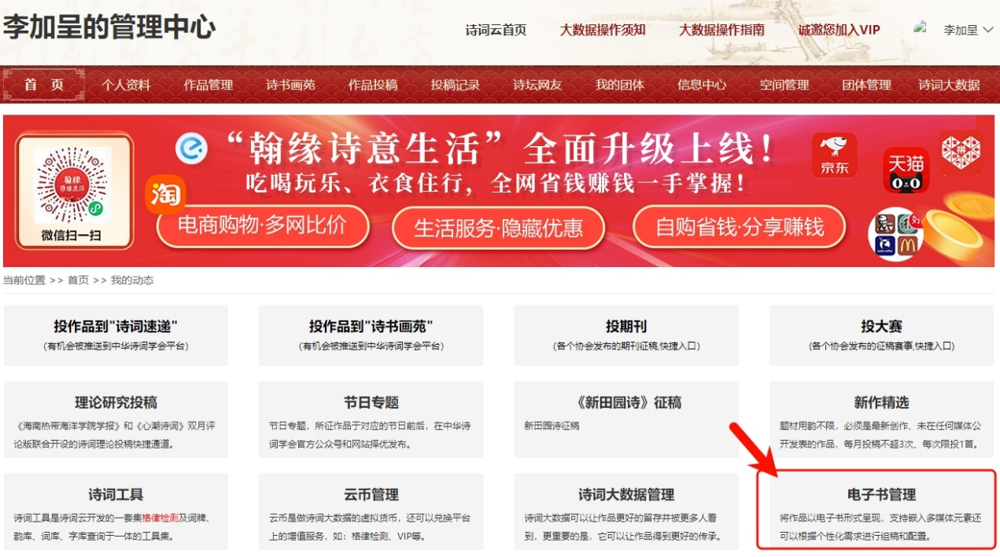 李加呈的管理中心
诗词云首页 大数据操作须知 大数据操作指南 诚邀您加入VIP 李加呈
首 页 个人资料 作品管理 诗书画苑 作品投稿 投稿记录 诗坛网友 我的团体 信息中心 空间管理 团体管理 诗词大数据
“翰缘诗意生活”全面升级上线！
吃喝玩乐、衣食住行，全网省钱赚钱一手掌握！
翰缘
诗意生活
微信扫一扫
淘
京东
天猫
电商购物·多网比价
生活服务·隐藏优惠
自购省钱·分享赚钱
当前位置 >> 首页 >> 我的动态
投作品到"诗词速递"
(有机会被推送到中华诗词学会平台)
投作品到"诗书画苑"
(有机会被推送到中华诗词学会平台)
投期刊
(各个协会发布的期刊征稿,快捷入口)
投大赛
(各个协会发布的征稿赛事,快捷入口)
理论研究投稿
《海南热带海洋学院学报》和《心潮诗词》双月评
论版联合开设的诗词理论投稿快捷通道。
节日专题
节日专题，所征作品于对应的节日前后，在中华诗
词学会官方公众号和网站择优发布。
《新田园诗》征稿
新田园诗征稿
新作精选
题材用韵不限，必须是最新创作、未在任何媒体公
开发表的作品，每月投稿不超3次、每次限投1首。
诗词工具
诗词工具是诗词云开发的一套集格律检测及词牌、
韵库、词库、字库查询于一体的工具集。
云币管理
云币是做诗词大数据的虚拟货币，还可以兑换平台
上的增值服务，如：格律检测、VIP等。
诗词大数据管理
诗词大数据可以让作品更好的留存并被更多人看
到，更重要的是，它可以让作品得到更好的传承。
电子书管理
将作品以电子书形式呈现，支持嵌入多媒体元素还
可以根据个性化需求进行组稿和配置。